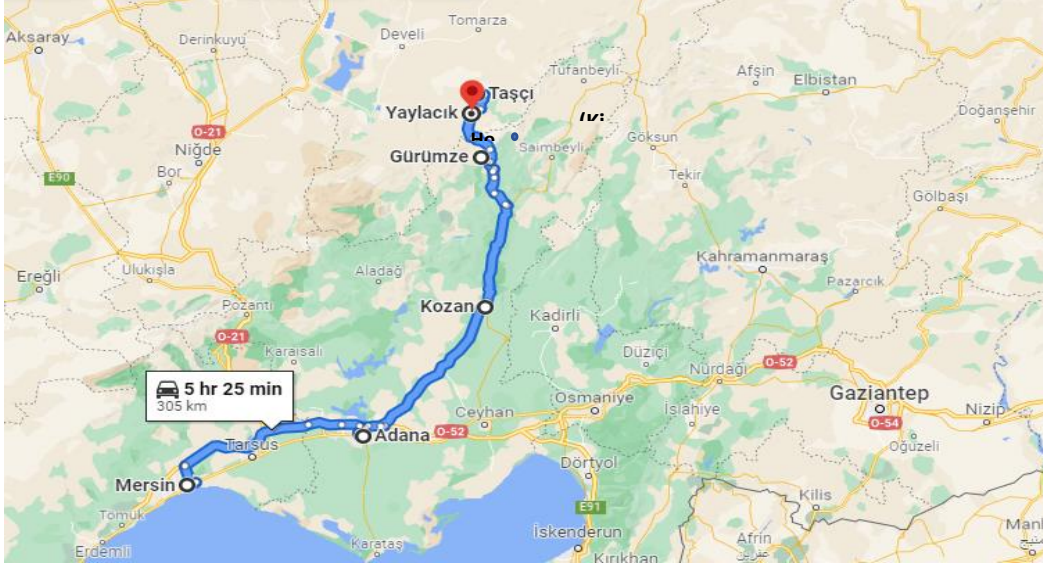 Tomarza
Aksaray
Derinkuyu
Develi
Tufanbeyli
Afşin
Elbistan
Taşçı
Yaylacık
Doğanşehir
O-21
Niğde
Göksun
Gürümze
Saimbeyli
Bor
E90
Tekir
Gölbaşı
Kahramanmaraş
Ereğli
Ulukışla
Aladağ
Pazarcık
Pozantı
Kozan
Kadirli
O-21
Karaisalı
Düziçi
O-52
Nurdağı
5 hr 25 min
305 km
Gaziantep
Osmaniye
Ceyhan
İslahiye
Nizip
O-54
Tarsus
Adana
O-52
Oğuzeli
Dörtyol
Mersin
Kilis
E91
Tömük
İskenderun
Afrin
عفرين
Karataş
Erdemli
Kırıkhan